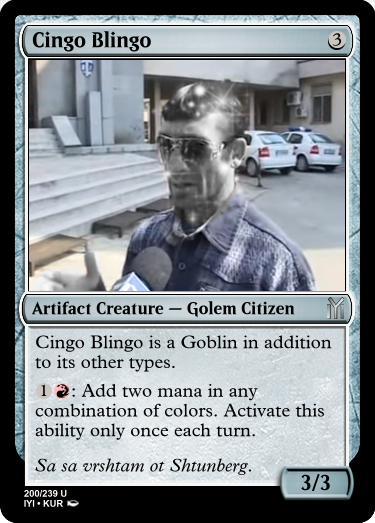 Cingo Blingo 3
Artifact Creature — Golem Citizen
Cingo Blingo is a Goblin in addition
to its other types.
1 : Add two mana in any
combination of colors. Activate this
ability only once each turn.
Sa sa vrshtam ot Shtunberg.
3/3
200/239 U
IYI • KUR